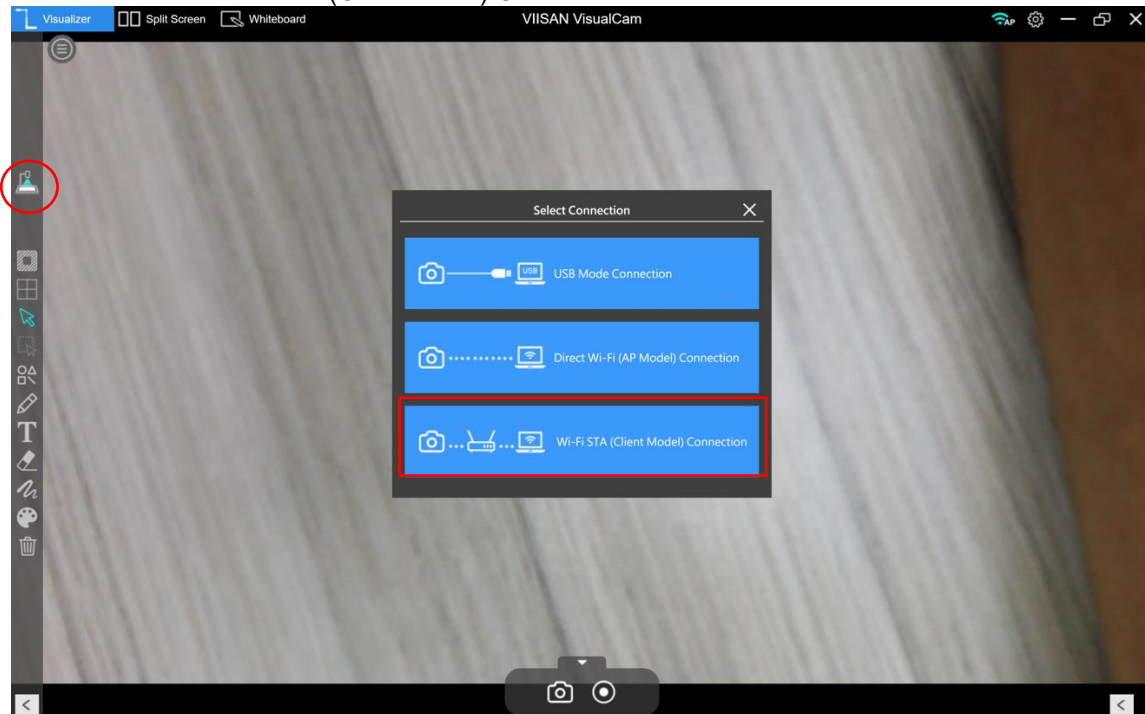 Visualizer Split Screen Whiteboard VIISAN VisualCam AP
Select Connection
USB USB Mode Connection
Direct Wi-Fi (AP Model) Connection
Wi-Fi STA (Client Model) Connection
T